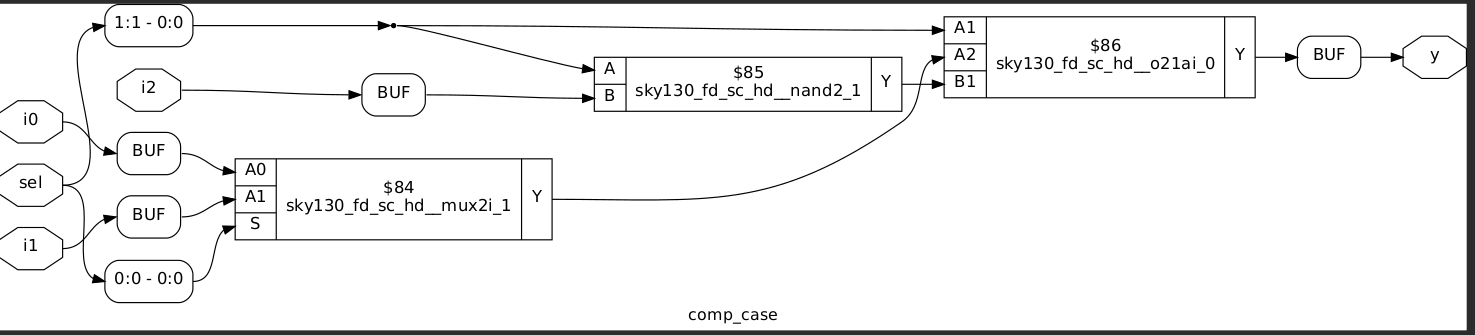 1:1 - 0:0
i2
BUF
i0
BUF
sel
BUF
i1
0:0 - 0:0
A0
A1
S
$84
sky130_fd_sc_hd__mux2i_1
Y
A
B
$85
sky130_fd_sc_hd__nand2_1
Y
A1
A2
B1
$86
sky130_fd_sc_hd__o21ai_0
Y
BUF
y
comp_case